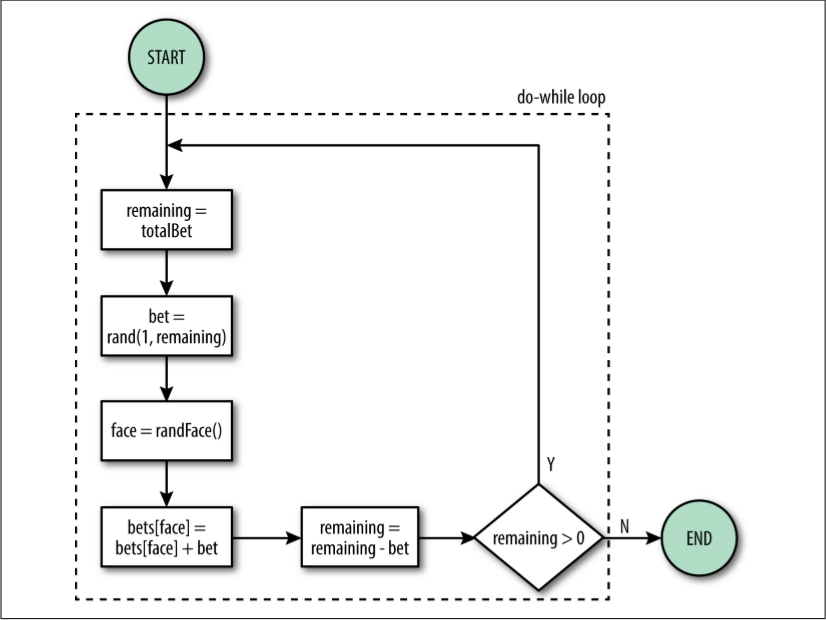 START
do-while loop
remaining =
totalBet
bet =
rand(1, remaining)
face = randFace()
bets[face] =
bets[face] + bet
remaining =
remaining - bet
remaining > 0
Y
N
END